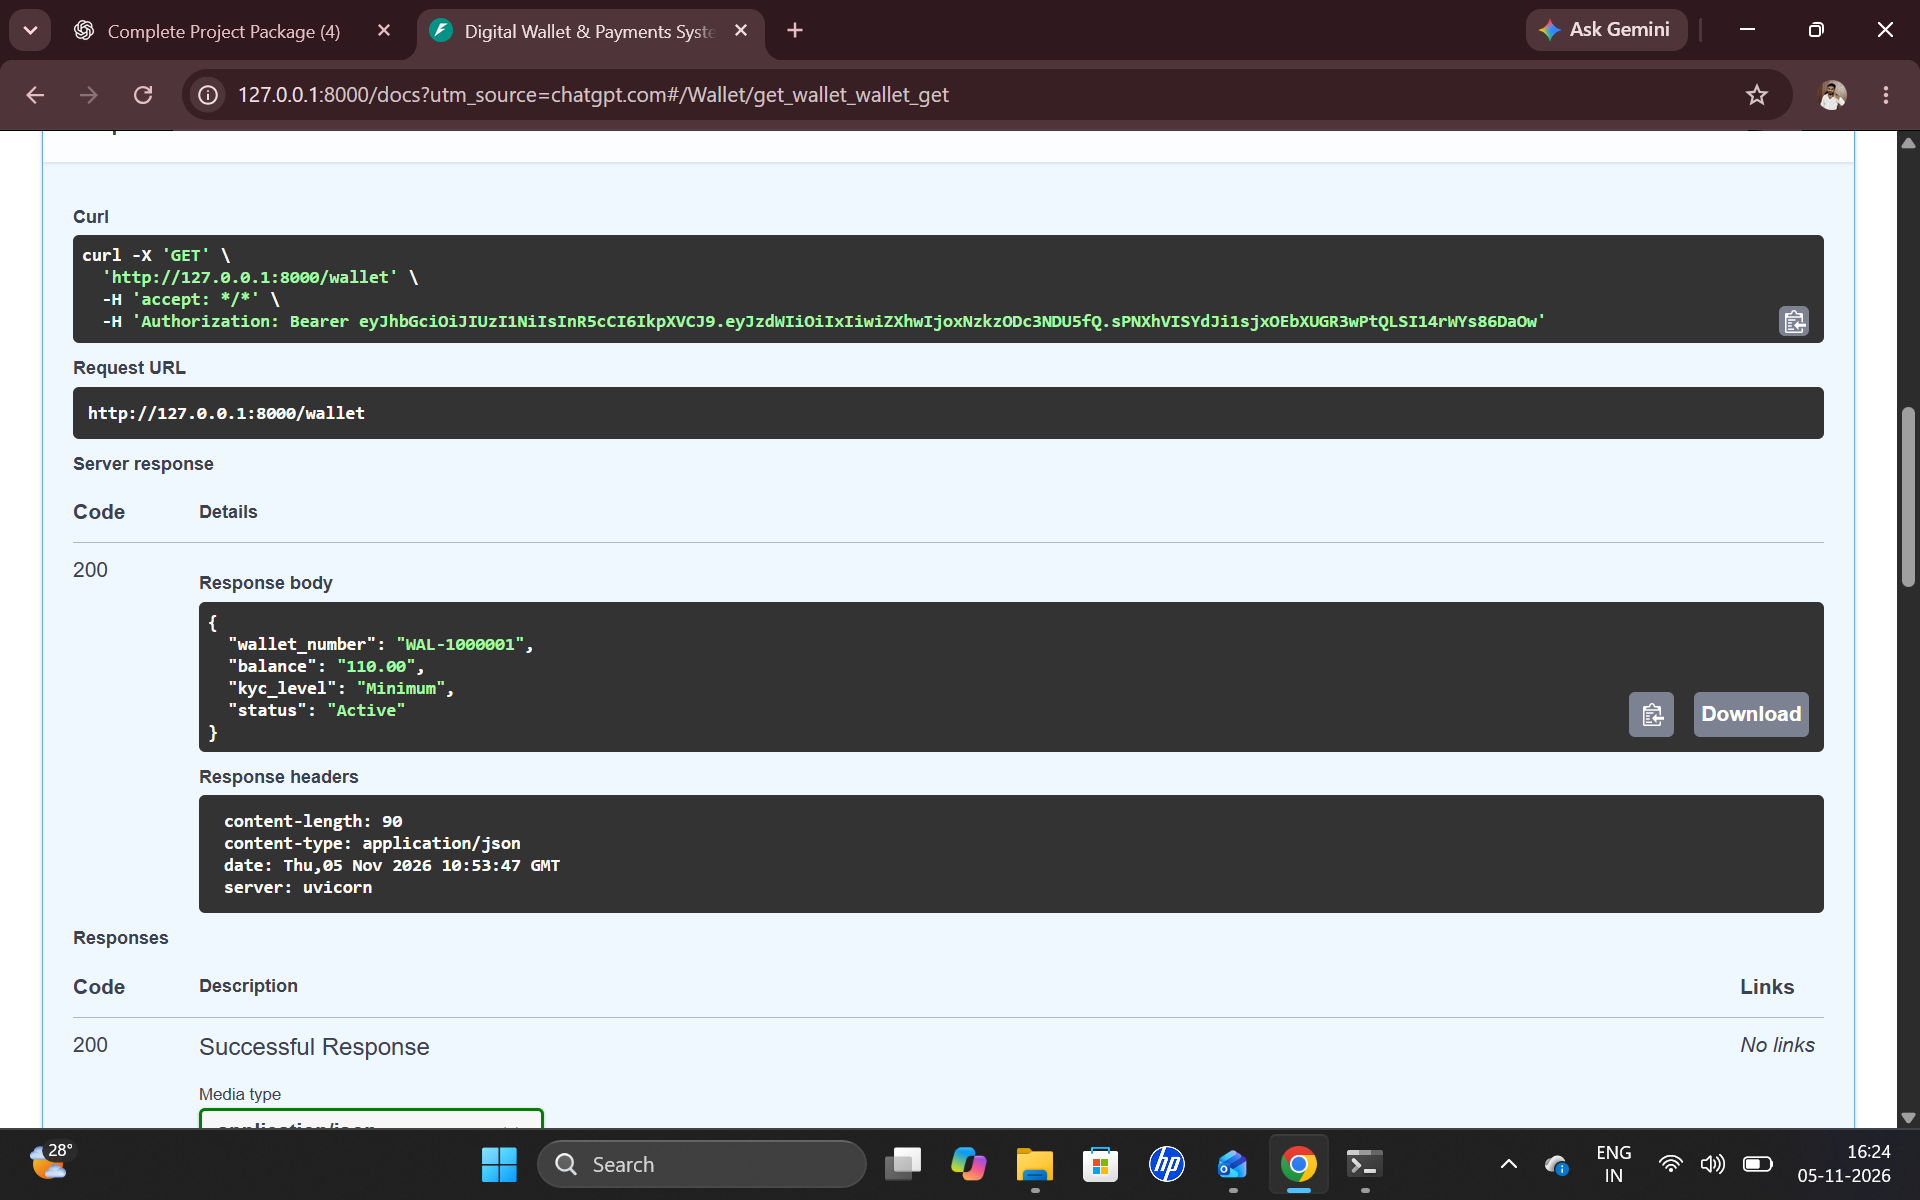 Complete Project Package (4)
Digital Wallet & Payments Syste
Ask Gemini
127.0.0.1:8000/docs?utm_source=chatgpt.com#/Wallet/get_wallet_wallet_get
Curl
curl -X 'GET' \
'http://127.0.0.1:8000/wallet' \
-H 'accept: */*' \
-H 'Authorization: Bearer eyJhbGciOiJIUzI1NiIsInR5cCI6IkpXVCJ9.eyJzdWIiOiIxIiwiZXhwIjoxNzkzODc3NDU5fQ.sPNXhVISYdJi1sjxOEbXUGR3wPtQLSI14rWYs86DaOw'
Request URL
http://127.0.0.1:8000/wallet
Server response
Code Details
200
Response body
{
"wallet_number": "WAL-1000001",
"balance": "110.00",
"kyc_level": "Minimum",
"status": "Active"
}
Download
Response headers
content-length: 90
content-type: application/json
date: Thu,05 Nov 2026 10:53:47 GMT
server: uvicorn
Responses
Code Description Links
200 Successful Response No links
Media type
application/json
28°
Search
hp
ENG
IN
16:24
05-11-2026